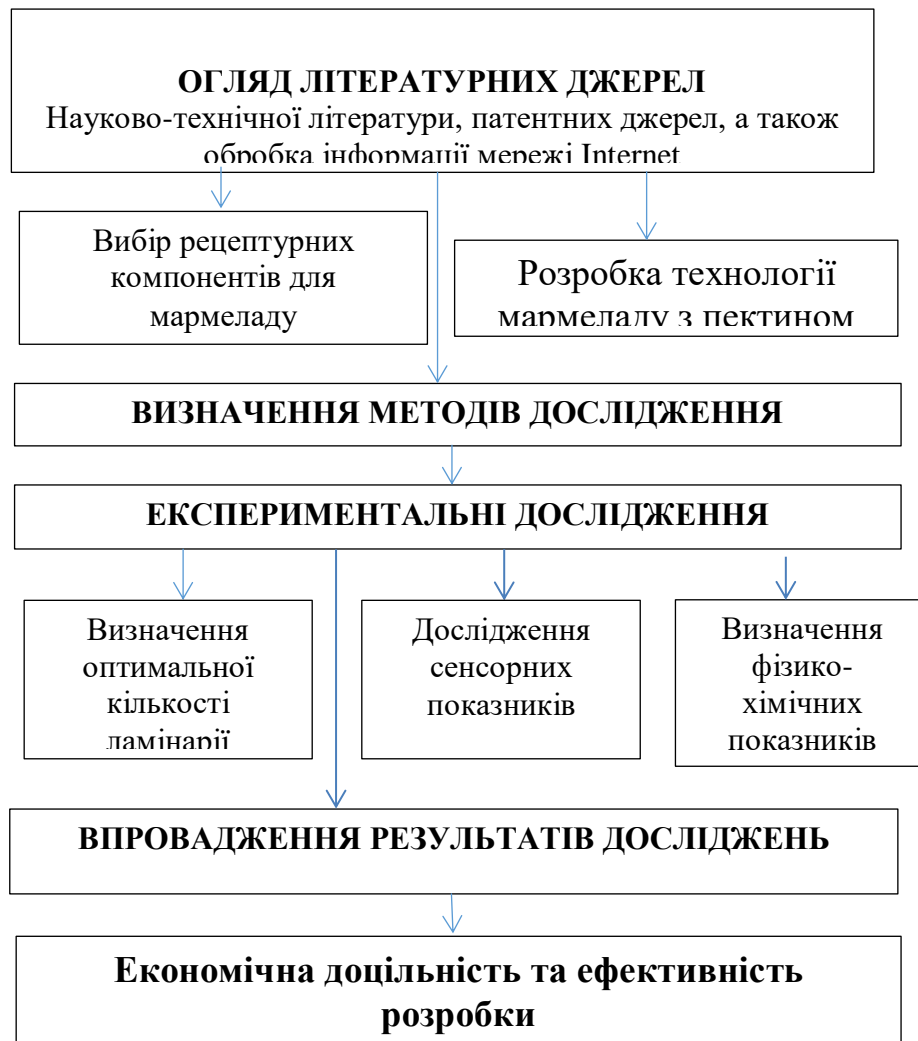 ОГЛЯД ЛІТЕРАТУРНИХ ДЖЕРЕЛ
Науково-технічної літератури, патентних джерел, а також
обробка інформації мережі Internet
Вибір рецептурних
компонентів для
мармеладу
Розробка технології
мармеладу з пектином
ВИЗНАЧЕННЯ МЕТОДІВ ДОСЛІДЖЕННЯ
ЕКСПЕРИМЕНТАЛЬНІ ДОСЛІДЖЕННЯ
Визначення
оптимальної
кількості
ламінарії
Дослідження
сенсорних
показників
Визначення
фізико-
хімічних
показників
ВПРОВАДЖЕННЯ РЕЗУЛЬТАТІВ ДОСЛІДЖЕНЬ
Економічна доцільність та ефективність
розробки